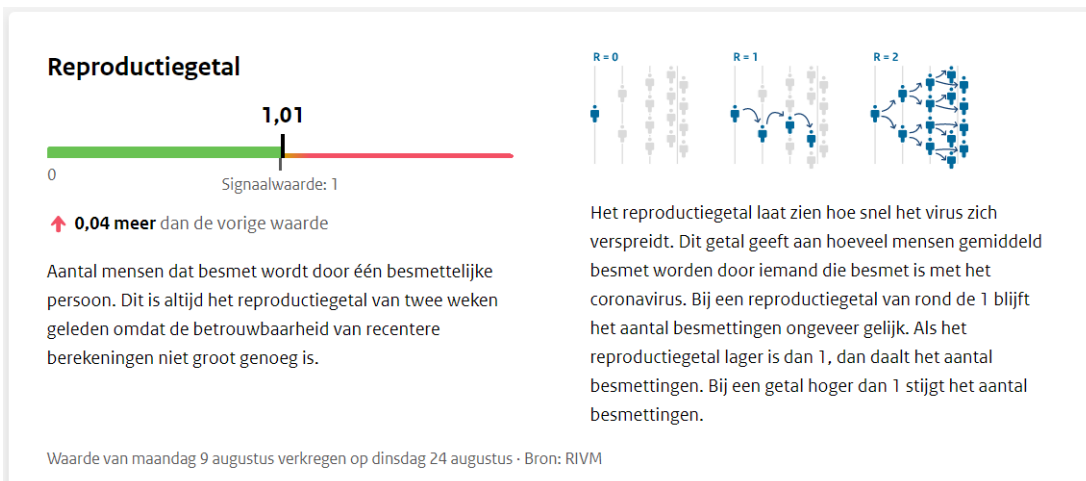 Reproductiegetal
1,01
0
Signaalwaarde: 1
0,04 meer dan de vorige waarde
Aantal mensen dat besmet wordt door één besmettelijke
persoon. Dit is altijd het reproductiegetal van twee weken
geleden omdat de betrouwbaarheid van recentere
berekeningen niet groot genoeg is.
R = 0
R = 1
R = 2
Het reproductiegetal laat zien hoe snel het virus zich
verspreidt. Dit getal geeft aan hoeveel mensen gemiddeld
besmet worden door iemand die besmet is met het
coronavirus. Bij een reproductiegetal van rond de 1 blijft
het aantal besmettingen ongeveer gelijk. Als het
reproductiegetal lager is dan 1, dan daalt het aantal
besmettingen. Bij een getal hoger dan 1 stijgt het aantal
besmettingen.
Waarde van maandag 9 augustus verkregen op dinsdag 24 augustus · Bron: RIVM